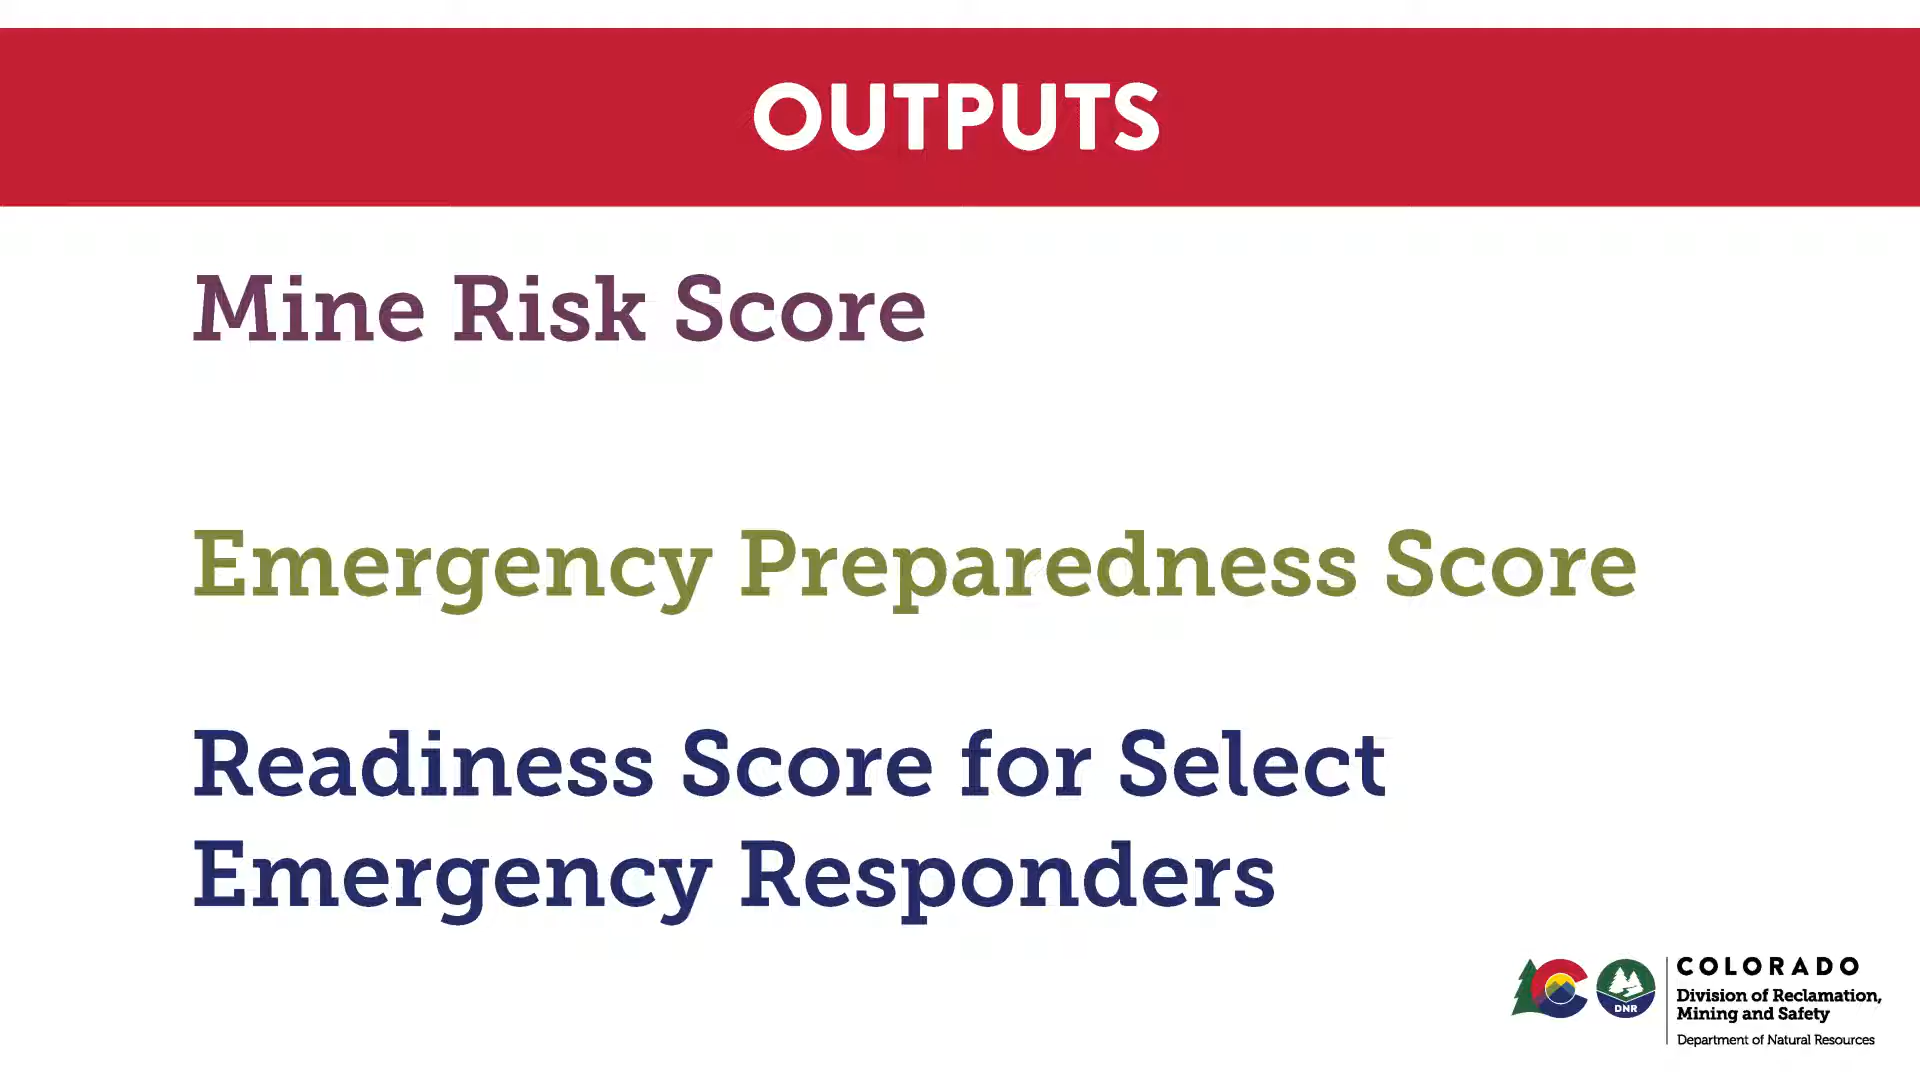 OUTPUTS
Mine Risk Score
Emergency Preparedness Score
Readiness Score for Select
Emergency Responders
COLORADO
Division of Reclamation,
Mining and Safety
Department of Natural Resources
DNR